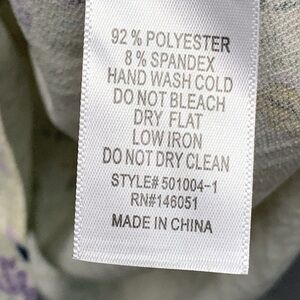 92 % POLYESTER
8 % SPANDEX
HAND WASH COLD
DO NOT BLEACH
DRY FLAT
LOW IRON
DO NOT DRY CLEAN
STYLE# 501004-1
RN#146051
MADE IN CHINA